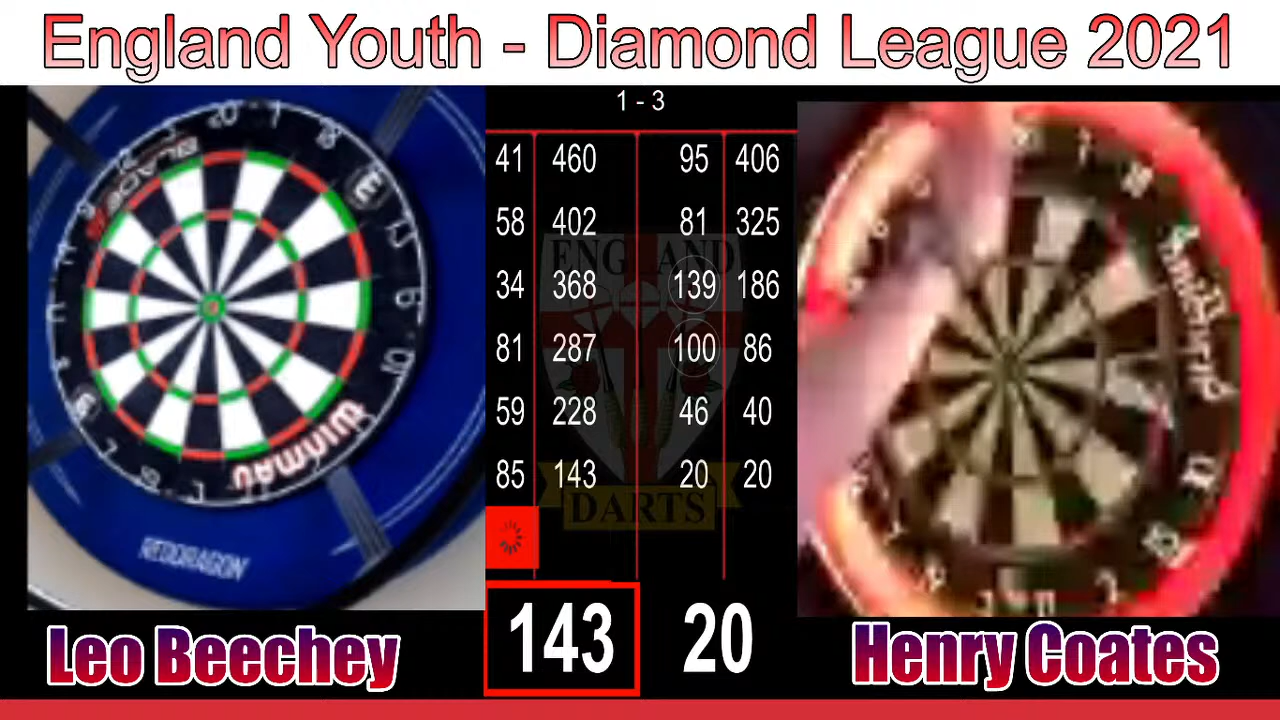 England Youth - Diamond League 2021
1 - 3
41 460 95 406
58 402 81 325
34 368 139 186
81 287 100 86
59 228 46 40
85 143 20 20
ENGLAND
DARTS
143 20
Leo Beechey
Henry Coates
BLADE
WINMAU
REDDRAGON